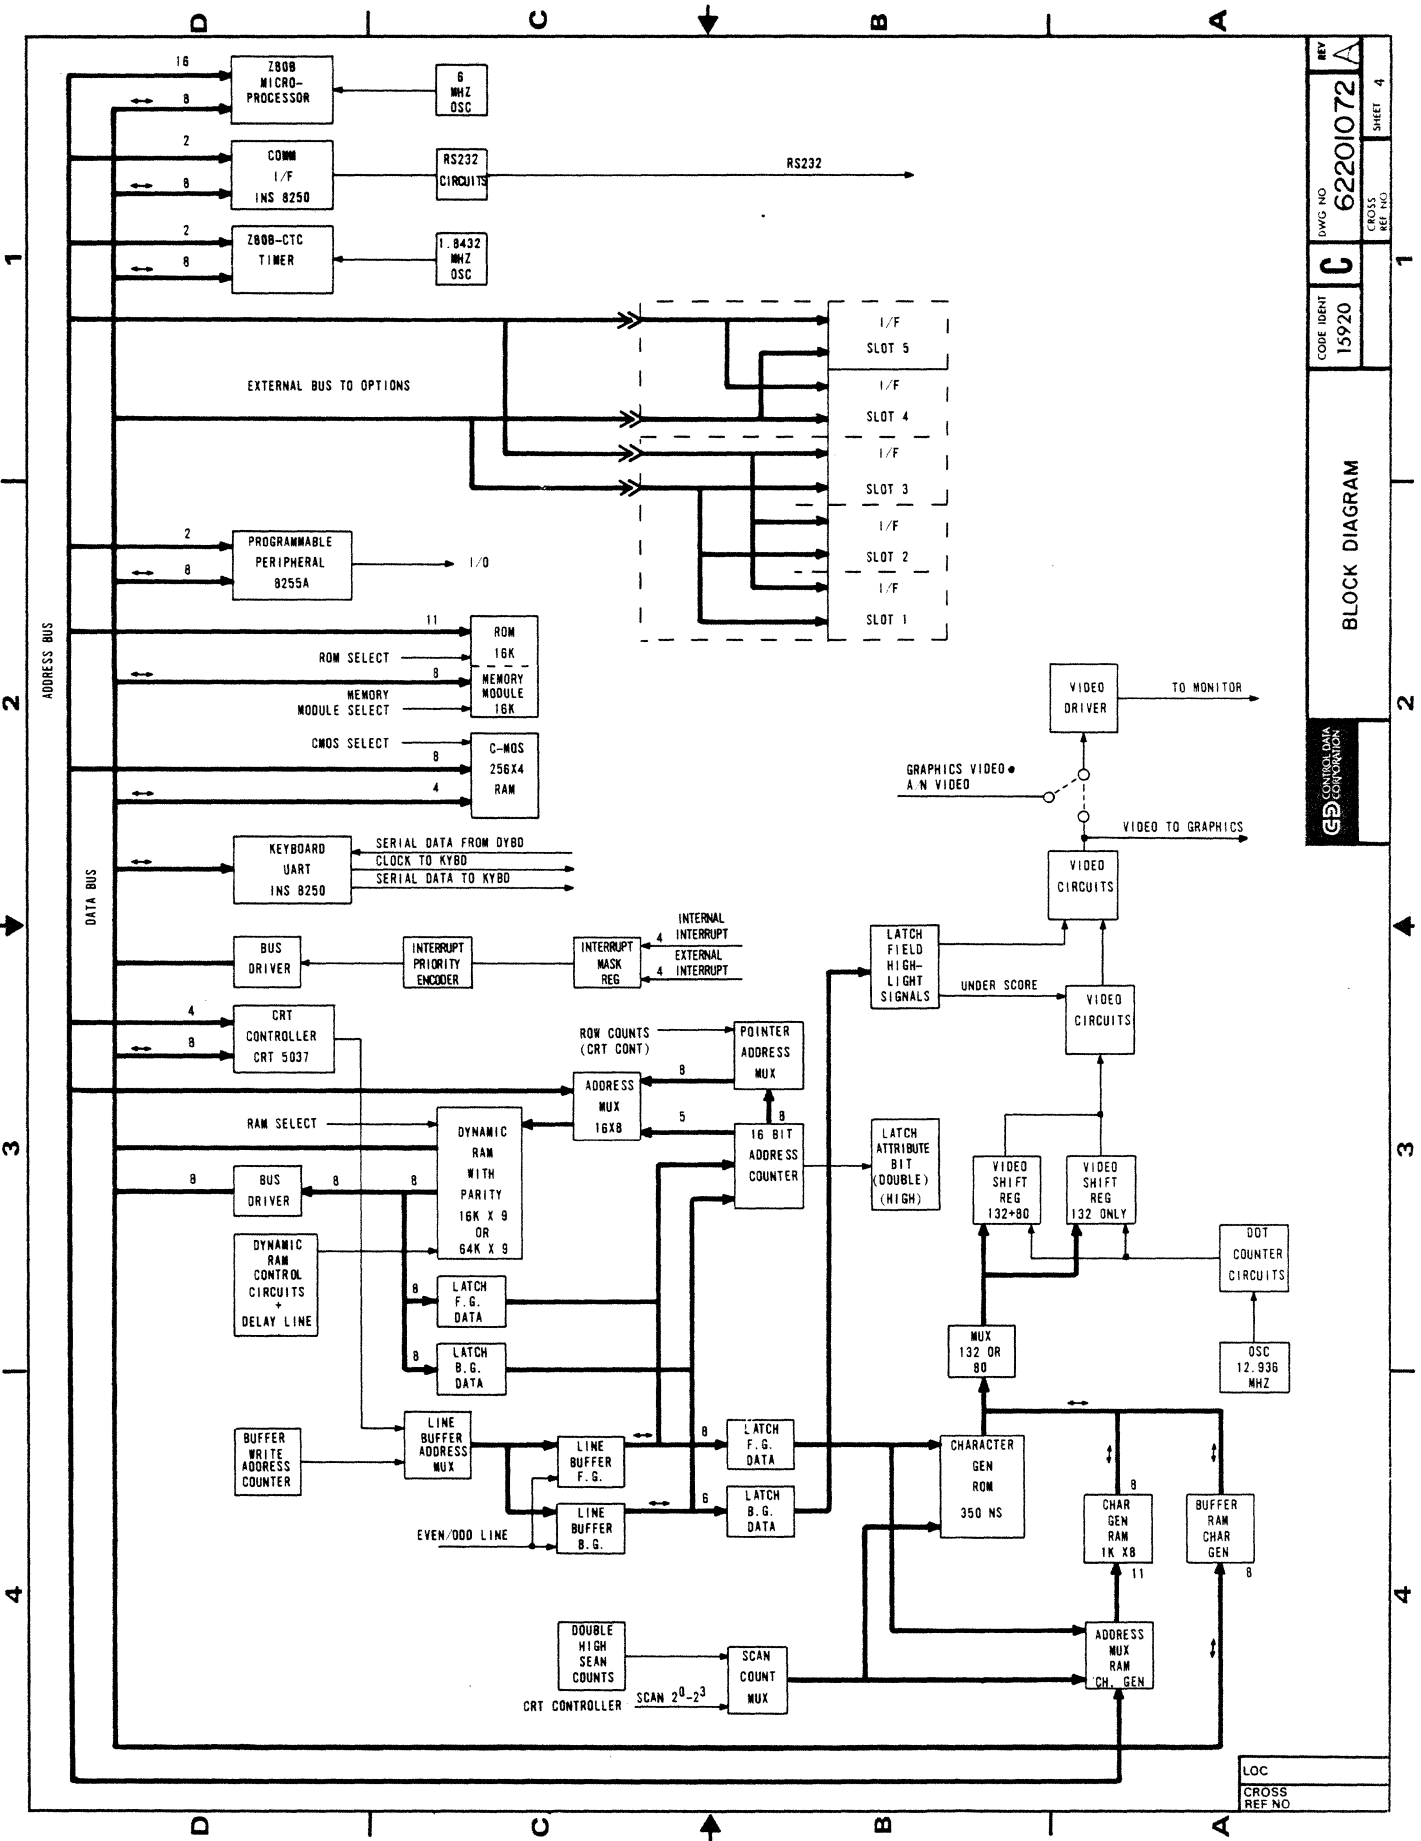 D
C
B
A
1
2
3
4
ADDRESS BUS
DATA BUS
16
8
Z80B
MICRO-
PROCESSOR
6
MHZ
OSC
2
8
COMM
I/F
INS 8250
RS232
CIRCUITS
RS232
2
8
Z80B-CTC
TIMER
1.8432
MHZ
OSC
EXTERNAL BUS TO OPTIONS
I/F
SLOT 5
I/F
SLOT 4
I/F
SLOT 3
I/F
SLOT 2
I/F
SLOT 1
2
8
PROGRAMMABLE
PERIPHERAL
8255A
I/O
11
ROM
16K
ROM SELECT
8
MEMORY
MODULE
16K
MEMORY
MODULE SELECT
CMOS SELECT
8
4
C-MOS
256X4
RAM
KEYBOARD
UART
INS 8250
SERIAL DATA FROM DYBD
CLOCK TO KYBD
SERIAL DATA TO KYBD
BUS
DRIVER
INTERRUPT
PRIORITY
ENCODER
INTERRUPT
MASK
REG
INTERNAL
4 INTERRUPT
EXTERNAL
4 INTERRUPT
4
8
CRT
CONTROLLER
CRT 5037
ROW COUNTS
(CRT CONT)
POINTER
ADDRESS
MUX
8
8
5
ADDRESS
MUX
16X8
16 BIT
ADDRESS
COUNTER
LATCH
ATTRIBUTE
BIT
(DOUBLE)
(HIGH)
RAM SELECT
DYNAMIC
RAM
WITH
PARITY
16K X 9
OR
64K X 9
8
BUS
DRIVER
8
8
DYNAMIC
RAM
CONTROL
CIRCUITS
+
DELAY LINE
8
LATCH
F.G.
DATA
8
LATCH
B.G.
DATA
BUFFER
WRITE
ADDRESS
COUNTER
LINE
BUFFER
ADDRESS
MUX
LINE
BUFFER
F.G.
LINE
BUFFER
B.G.
EVEN/ODD LINE
8
LATCH
F.G.
DATA
6
LATCH
B.G.
DATA
LATCH
FIELD
HIGH-
LIGHT
SIGNALS
UNDER SCORE
VIDEO
CIRCUITS
VIDEO
CIRCUITS
VIDEO TO GRAPHICS
GRAPHICS VIDEO
A/N VIDEO
VIDEO
DRIVER
TO MONITOR
VIDEO
SHIFT
REG
132+80
VIDEO
SHIFT
REG
132 ONLY
DOT
COUNTER
CIRCUITS
OSC
12.936
MHZ
MUX
132 OR
80
CHARACTER
GEN
ROM
350 NS
8
CHAR
GEN
RAM
1K X8
11
BUFFER
RAM
CHAR
GEN
8
ADDRESS
MUX
RAM
CH. GEN
DOUBLE
HIGH
SEAN
COUNTS
SCAN
COUNT
MUX
CRT CONTROLLER SCAN 2⁰-2³
CONTROL DATA
CORPORATION
BLOCK DIAGRAM
CODE IDENT
15920
C
DWG NO
62201072
REV
A
CROSS
REF NO
SHEET 4
LOC
CROSS
REF NO
D
C
B
A
1
2
3
4